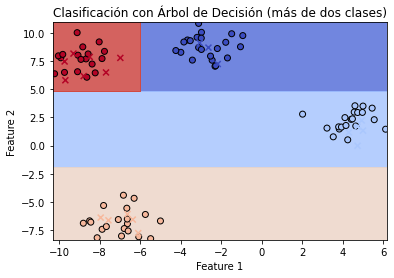 Clasificación con Árbol de Decisión (más de dos clases)
10.0
7.5
5.0
2.5
0.0
−2.5
−5.0
−7.5
Feature 2
−10 −8 −6 −4 −2 0 2 4 6
Feature 1